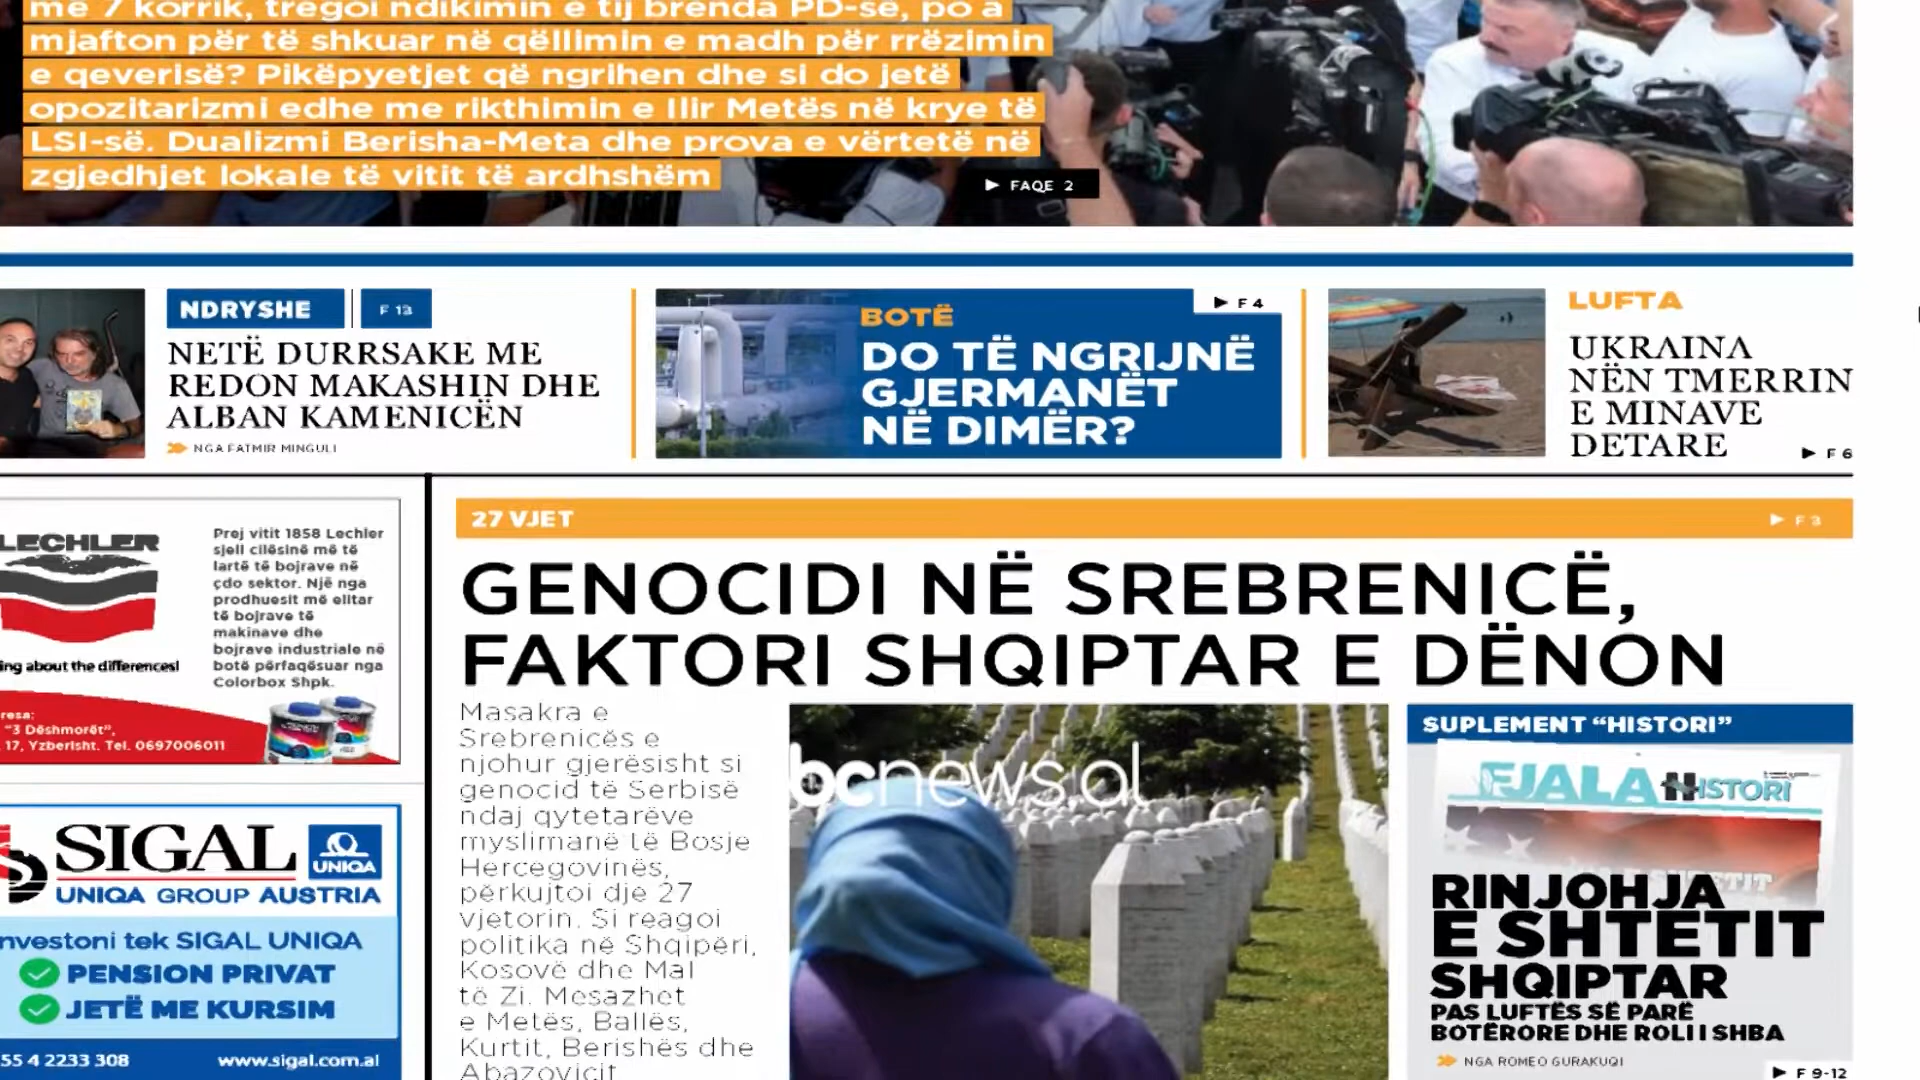 me 7 korrik, tregoi ndikimin e tij brenda PD-së, po a
mjafton për të shkuar në qëllimin e madh për rrëzimin
e qeverisë? Pikëpyetjet që ngrihen dhe si do jetë
opozitarizmi edhe me rikthimin e Ilir Metës në krye të
LSI-së. Dualizmi Berisha-Meta dhe prova e vërtetë në
zgjedhjet lokale të vitit të ardhshëm
FAQE 2
NDRYSHE
F 13
NETË DURRSAKE ME
REDON MAKASHIN DHE
ALBAN KAMENICËN
NGA FATMIR MINGULI
F 4
BOTË
DO TË NGRIJNË
GJERMANËT
NË DIMËR?
LUFTA
UKRAINA
NËN TMERRIN
E MINAVE
DETARE
F 6
LECHLER
Prej vitit 1858 Lechler
sjell cilësinë më të
lartë të bojrave në
çdo sektor. Një nga
prodhuesit më elitar
të bojrave të
makinave dhe
bojrave industriale në
botë përfaqësuar nga
Colorbox Shpk.
ing about the differences!
resa:
"3 Dëshmorët",
17, Yzberisht. Tel. 0697006011
SIGAL
UNIQA
UNIQA GROUP AUSTRIA
nvestoni tek SIGAL UNIQA
PENSION PRIVAT
JETË ME KURSIM
55 4 2233 308
www.sigal.com.al
27 VJET
F 3
GENOCIDI NË SREBRENICË,
FAKTORI SHQIPTAR E DËNON
Masakra e
Srebrenicës e
njohur gjerësisht si
genocid të Serbisë
ndaj qytetarëve
myslimanë të Bosje
Hercegovinës,
përkujtoi dje 27
vjetorin. Si reagoi
politika në Shqipëri,
Kosovë dhe Mal
të Zi. Mesazhet
e Metës, Ballës,
Kurtit, Berishës dhe
Abazovicit
bcnews.al
SUPLEMENT "HISTORI"
FJALA
HISTORI
RINJOHJA
E SHTETIT
SHQIPTAR
PAS LUFTËS SË PARË
BOTËRORE DHE ROLI I SHBA
NGA ROMEO GURAKUQI
F 9-12